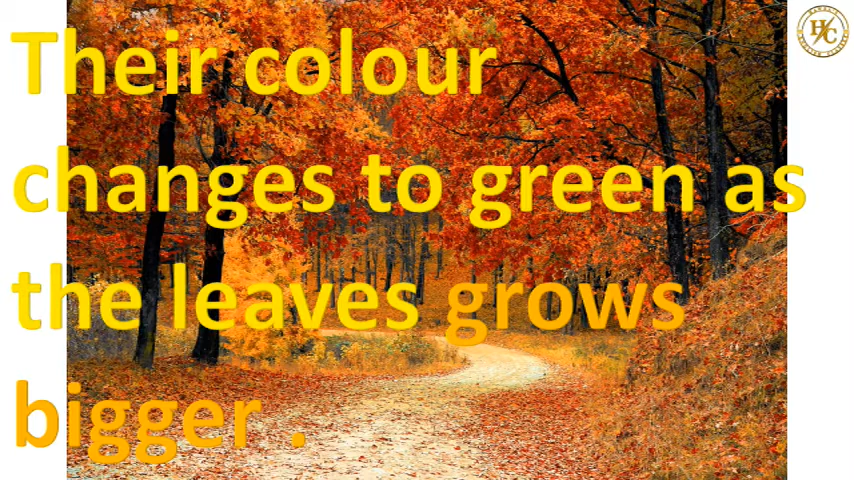 Their colour
changes to green as
the leaves grows
bigger .
H
C